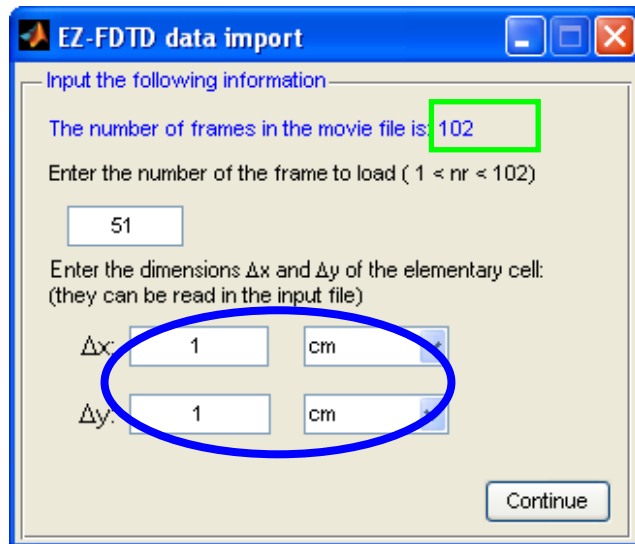 EZ-FDTD data import
Input the following information
The number of frames in the movie file is: 102
Enter the number of the frame to load ( 1 < nr < 102)
51
Enter the dimensions Δx and Δy of the elementary cell:
(they can be read in the input file)
Δx: 1 cm
Δy: 1 cm
Continue